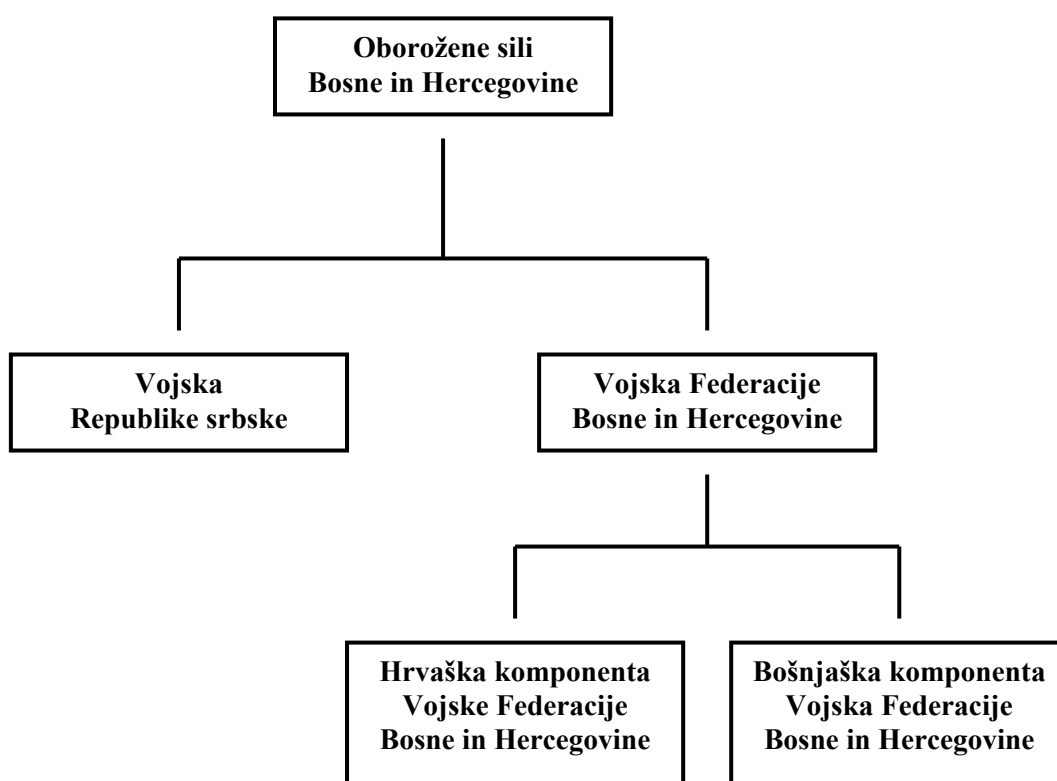 Oborožene sili
Bosne in Hercegovine
Vojska
Republike srbske
Vojska Federacije
Bosne in Hercegovine
Hrvaška komponenta
Vojske Federacije
Bosne in Hercegovine
Bošnjaška komponenta
Vojska Federacije
Bosne in Hercegovine